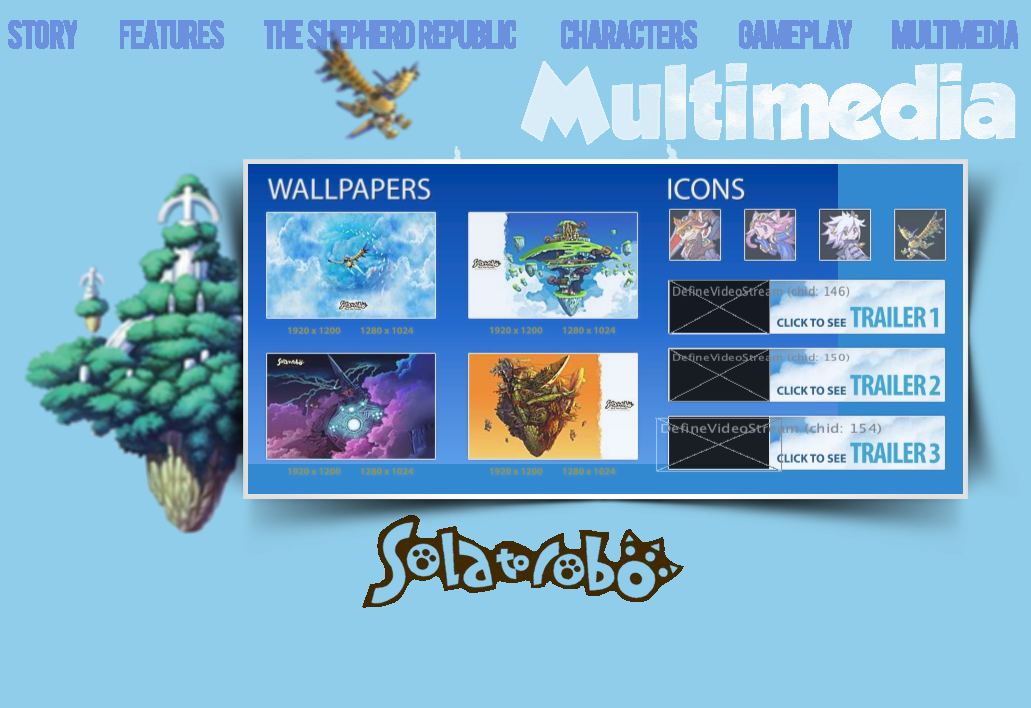 STORY FEATURES THE SHEPHERD REPUBLIC CHARACTERS GAMEPLAY MULTIMEDIA
Multimedia
WALLPAPERS
ICONS
1920 x 1200 1280 x 1024
1920 x 1200 1280 x 1024
1920 x 1200 1280 x 1024
1920 x 1200 1280 x 1024
DefineVideoStream (chid: 146)
CLICK TO SEE TRAILER 1
DefineVideoStream (chid: 150)
CLICK TO SEE TRAILER 2
DefineVideoStream (chid: 154)
CLICK TO SEE TRAILER 3
Solatorobo